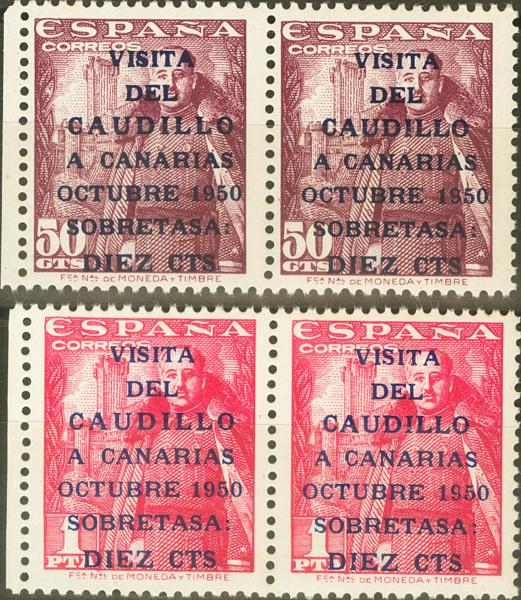 ESPAÑA ESPAÑA
CORREOS CORREOS
VISITA VISITA
DEL DEL
CAUDILLO CAUDILLO
A CANARIAS A CANARIAS
OCTUBRE 1950 OCTUBRE 1950
SOBRETASA: SOBRETASA:
50 50
CTS CTS
DIEZ CTS DIEZ CTS
FCA NAL DE MONEDA Y TIMBRE FCA NAL DE MONEDA Y TIMBRE
ESPAÑA ESPAÑA
CORREOS CORREOS
VISITA VISITA
DEL DEL
CAUDILLO CAUDILLO
A CANARIAS A CANARIAS
OCTUBRE 1950 OCTUBRE 1950
SOBRETASA: SOBRETASA:
1 1
PTA PTA
DIEZ CTS DIEZ CTS
FCA NAL DE MONEDA Y TIMBRE FCA NAL DE MONEDA Y TIMBRE